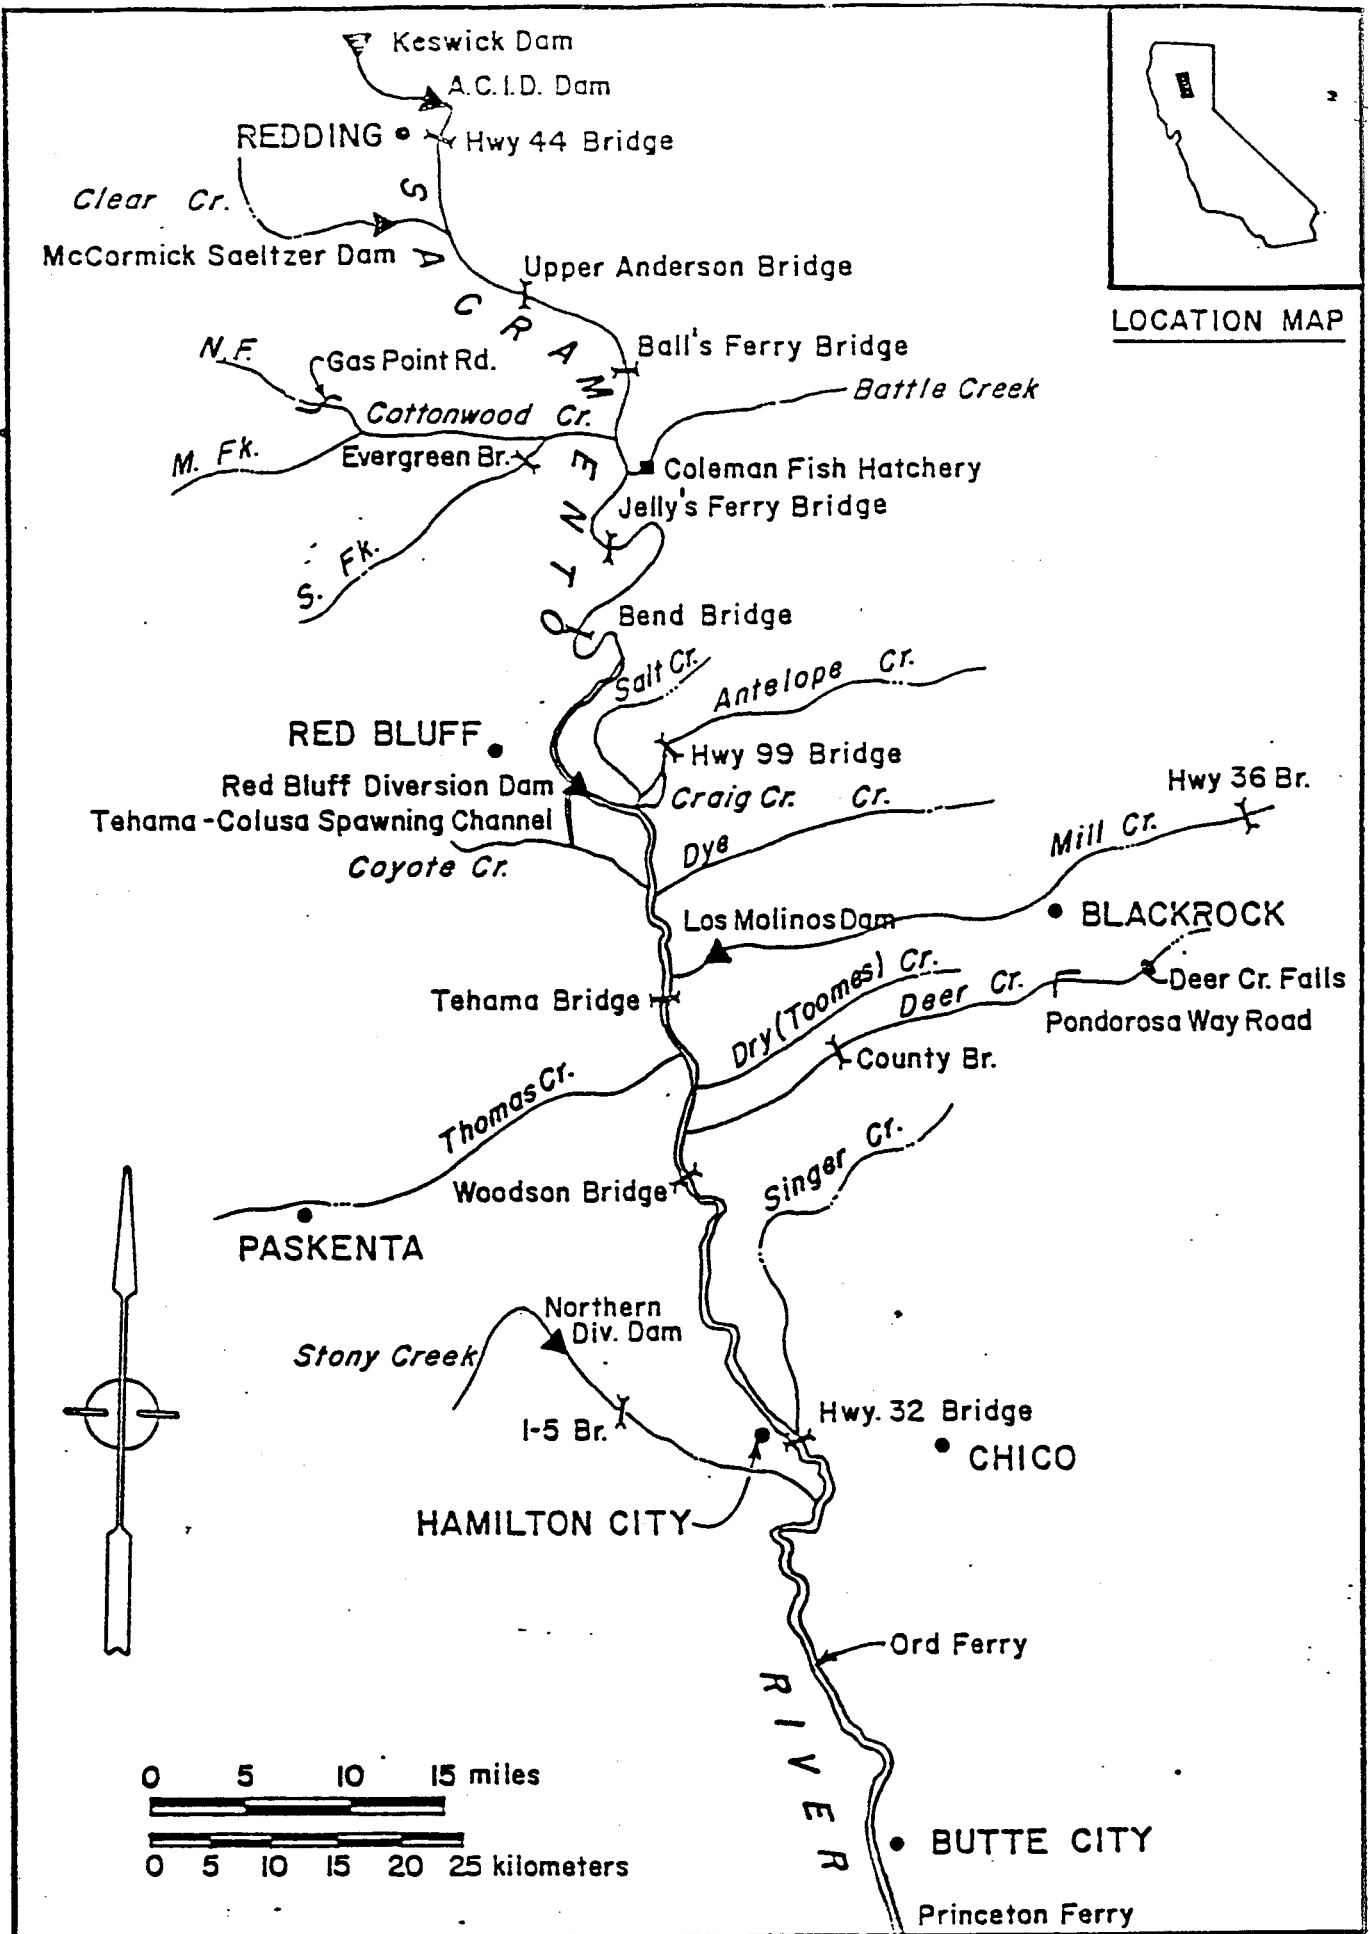 Keswick Dam
A.C.I.D. Dam
REDDING
Hwy 44 Bridge
Clear Cr.
McCormick Saeltzer Dam
Upper Anderson Bridge
LOCATION MAP
N.F.
Gas Point Rd.
Ball's Ferry Bridge
Battle Creek
Cottonwood Cr.
M. Fk.
Evergreen Br.
Coleman Fish Hatchery
Jelly's Ferry Bridge
S. Fk.
SACRAMENTO
Bend Bridge
Salt Cr.
Antelope Cr.
RED BLUFF
Hwy 99 Bridge
Red Bluff Diversion Dam
Craig Cr.
Hwy 36 Br.
Tehama-Colusa Spawning Channel
Dye Cr.
Mill Cr.
Coyote Cr.
Los Molinos Dam
BLACKROCK
Tehama Bridge
Dry (Toomes) Cr.
Deer Cr.
Deer Cr. Falls
Pondorosa Way Road
County Br.
Thomas Cr.
Singer Cr.
Woodson Bridge
PASKENTA
Northern
Div. Dam
Stony Creek
I-5 Br.
Hwy. 32 Bridge
CHICO
HAMILTON CITY
Ord Ferry
RIVER
0 5 10 15 miles
0 5 10 15 20 25 kilometers
BUTTE CITY
Princeton Ferry